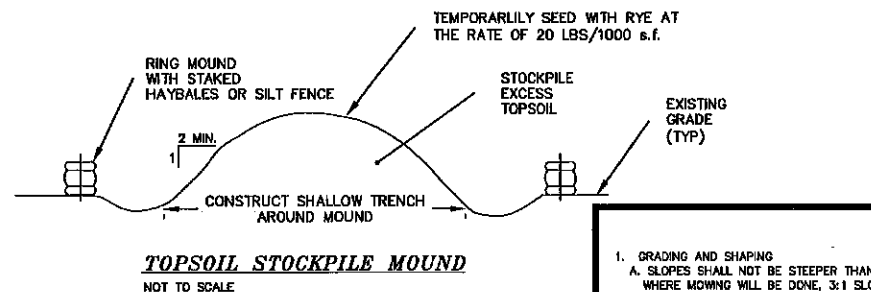 TEMPORARLILY SEED WITH RYE AT
THE RATE OF 20 LBS/1000 s.f.
RING MOUND
WITH STAKED
HAYBALES OR SILT FENCE
STOCKPILE
EXCESS
TOPSOIL
EXISTING
GRADE
(TYP)
2 MIN.
1
CONSTRUCT SHALLOW TRENCH
AROUND MOUND
TOPSOIL STOCKPILE MOUND
NOT TO SCALE
1. GRADING AND SHAPING
A. SLOPES SHALL NOT BE STEEPER THAN
WHERE MOWING WILL BE DONE, 3:1 SLO